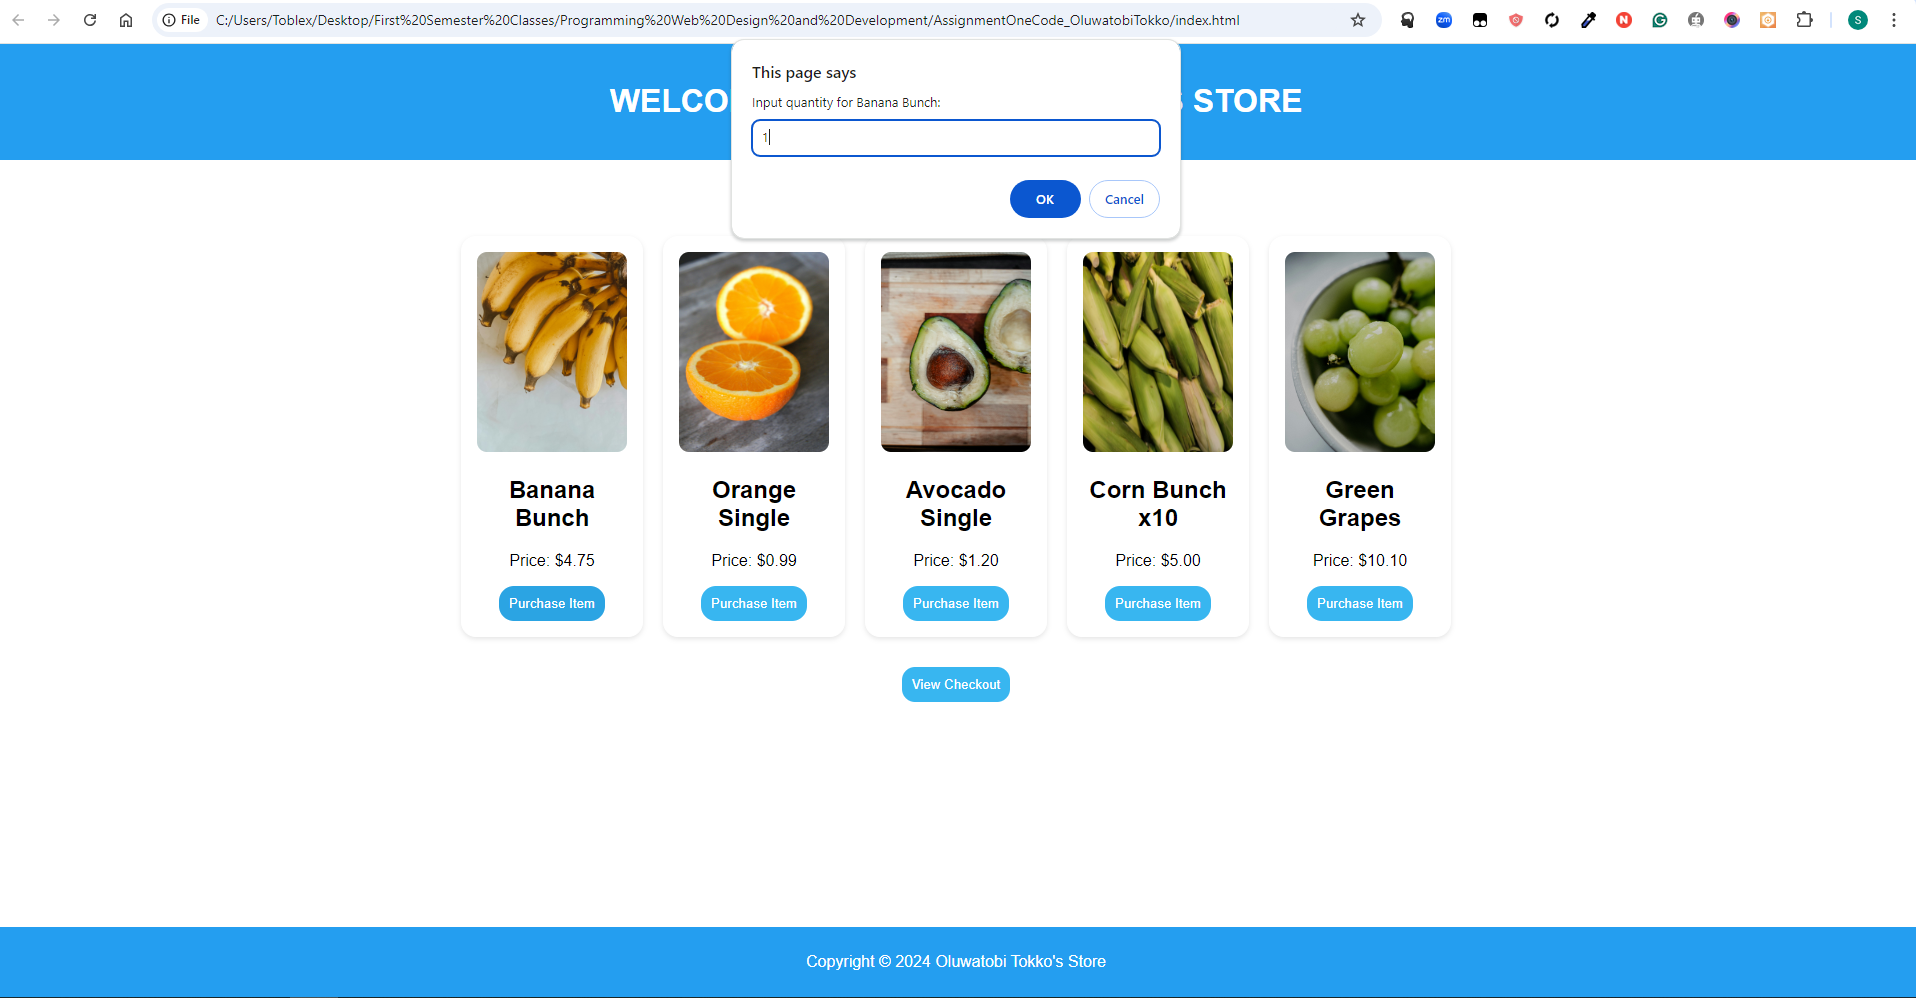 File C:/Users/Toblex/Desktop/First%20Semester%20Classes/Programming%20Web%20Design%20and%20Development/AssignmentOneCode_OluwatobiTokko/index.html
zm
N
G
S
This page says
Input quantity for Banana Bunch:
1
OK Cancel
STORE
Banana
Bunch
Price: $4.75
Purchase Item
Orange
Single
Price: $0.99
Purchase Item
Avocado
Single
Price: $1.20
Purchase Item
Corn Bunch
x10
Price: $5.00
Purchase Item
Green
Grapes
Price: $10.10
Purchase Item
View Checkout
Copyright © 2024 Oluwatobi Tokko's Store